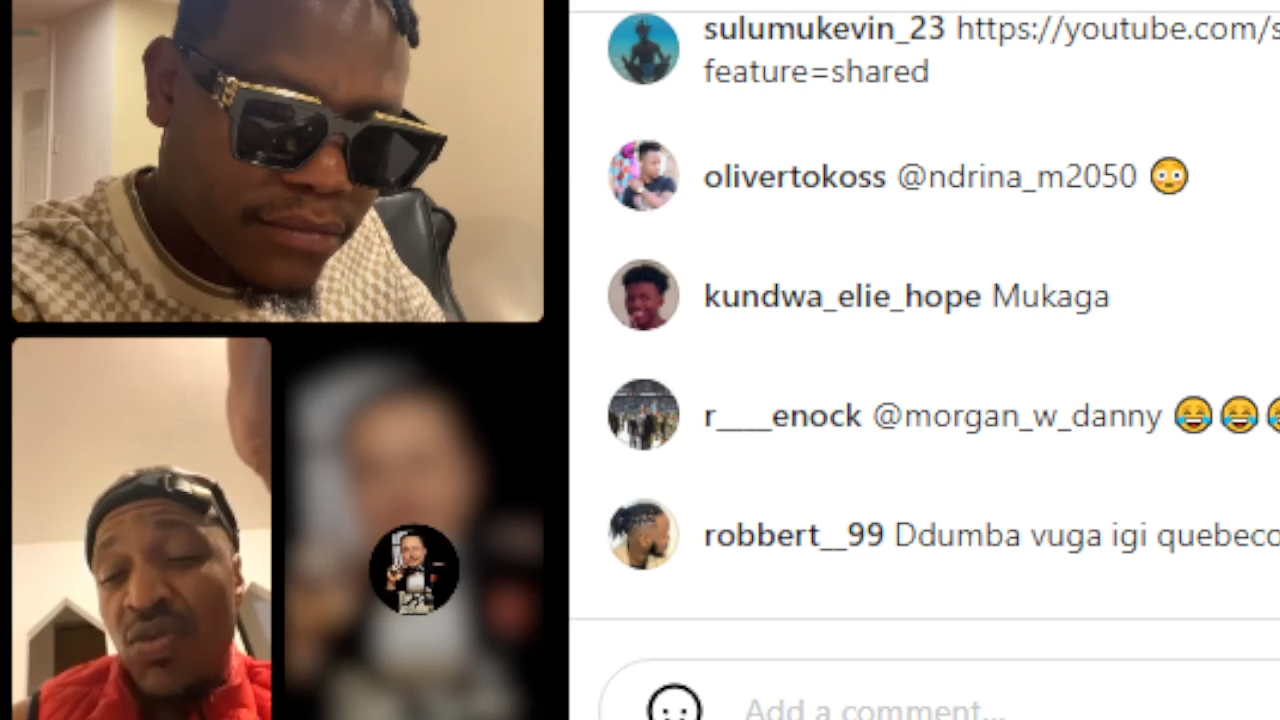 sulumukevin_23 https://youtube.com/s
feature=shared
olivertokoss @ndrina_m2050 😳
kundwa_elie_hope Mukaga
r____enock @morgan_w_danny 😂😂😂
robbert__99 Ddumba vuga igi quebeco
Add a comment...